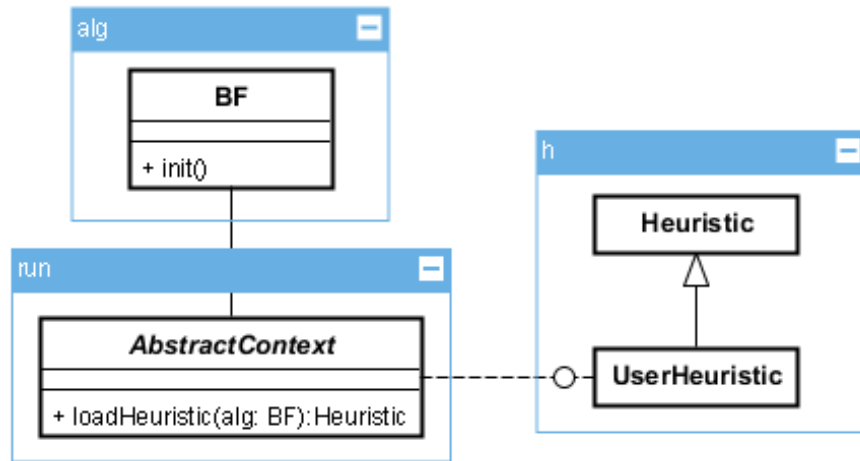 alg
BF
+ init()
run
AbstractContext
+ loadHeuristic(alg: BF):Heuristic
h
Heuristic
UserHeuristic